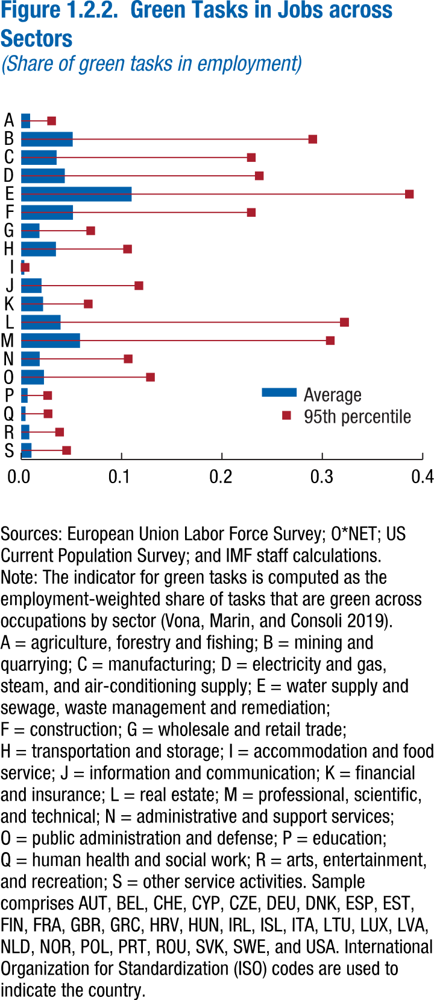 Figure 1.2.2. Green Tasks in Jobs across
Sectors
(Share of green tasks in employment)
A
B
C
D
E
F
G
H
I
J
K
L
M
N
O
P
Q
R
S
Average
95th percentile
0.0 0.1 0.2 0.3 0.4
Sources: European Union Labor Force Survey; O*NET; US
Current Population Survey; and IMF staff calculations.
Note: The indicator for green tasks is computed as the
employment-weighted share of tasks that are green across
occupations by sector (Vona, Marin, and Consoli 2019).
A = agriculture, forestry and fishing; B = mining and
quarrying; C = manufacturing; D = electricity and gas,
steam, and air-conditioning supply; E = water supply and
sewage, waste management and remediation;
F = construction; G = wholesale and retail trade;
H = transportation and storage; I = accommodation and food
service; J = information and communication; K = financial
and insurance; L = real estate; M = professional, scientific,
and technical; N = administrative and support services;
O = public administration and defense; P = education;
Q = human health and social work; R = arts, entertainment,
and recreation; S = other service activities. Sample
comprises AUT, BEL, CHE, CYP, CZE, DEU, DNK, ESP, EST,
FIN, FRA, GBR, GRC, HRV, HUN, IRL, ISL, ITA, LTU, LUX, LVA,
NLD, NOR, POL, PRT, ROU, SVK, SWE, and USA. International
Organization for Standardization (ISO) codes are used to
indicate the country.